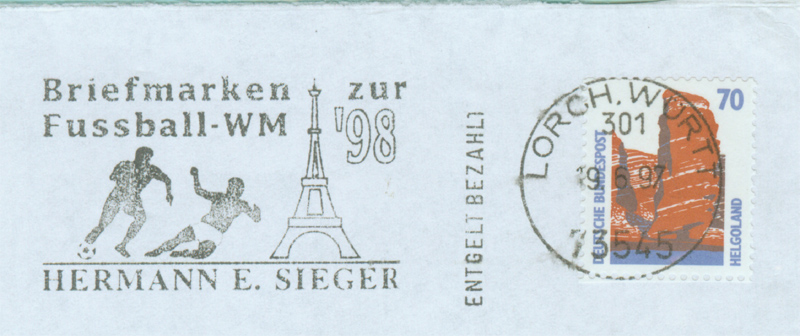 Briefmarken zur
Fussball-WM '98
HERMANN E. SIEGER
ENTGELT BEZAHLT
LORCH, WÜRTT
301
19.6.97
73545
70
DEUTSCHE BUNDESPOST
HELGOLAND